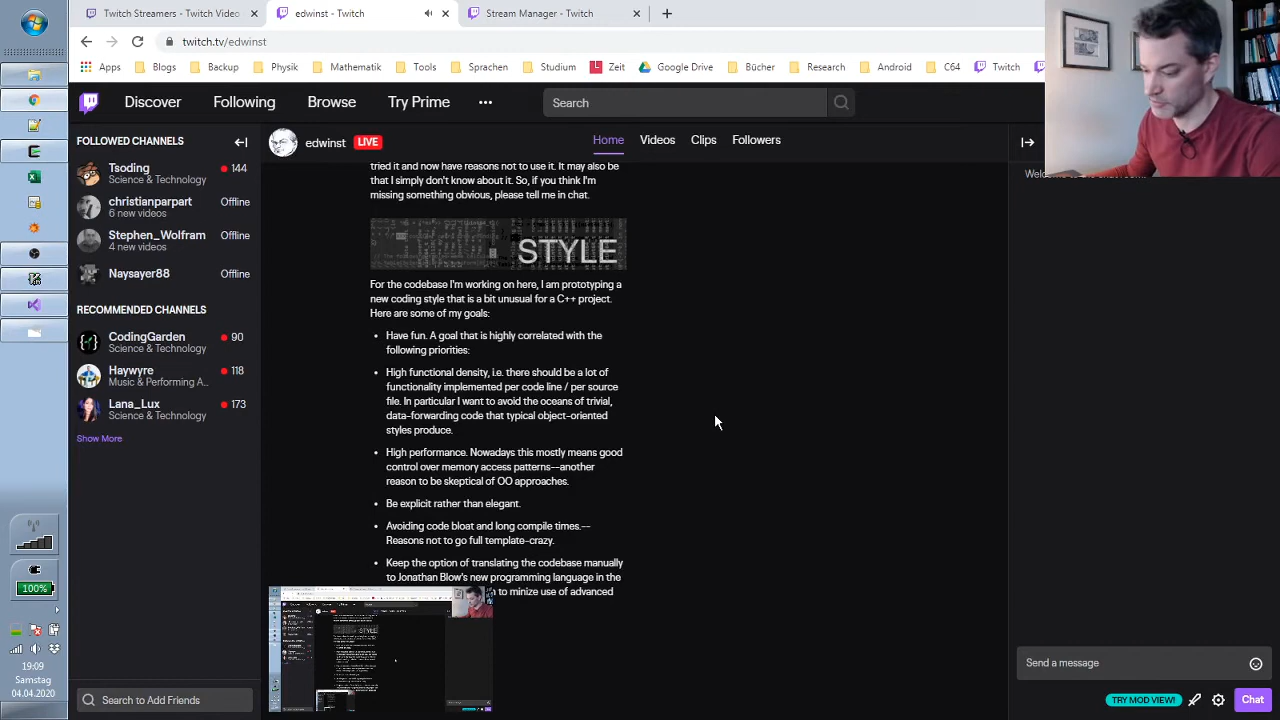 Twitch Streamers - Twitch Video
edwinst - Twitch
Stream Manager - Twitch
twitch.tv/edwinst
Apps
Blogs
Backup
Physik
Mathematik
Tools
Sprachen
Studium
Zeit
Google Drive
Bücher
Research
Android
C64
Twitch
Discover
Following
Browse
Try Prime
Search
FOLLOWED CHANNELS
Tsoding
144
Science & Technology
christianparpart
Offline
6 new videos
Stephen_Wolfram
Offline
4 new videos
Naysayer88
Offline
RECOMMENDED CHANNELS
CodingGarden
90
Science & Technology
Haywyre
118
Music & Performing A...
Lana_Lux
173
Science & Technology
Show More
Search to Add Friends
edwinst
LIVE
Home
Videos
Clips
Followers
tried it and now have reasons not to use it. It may also be
that I simply don't know about it. So, if you think I'm
missing something obvious, please tell me in chat.
STYLE
For the codebase I'm working on here, I am prototyping a
new coding style that is a bit unusual for a C++ project.
Here are some of my goals:
• Have fun. A goal that is highly correlated with the
following priorities:
• High functional density, i.e. there should be a lot of
functionality implemented per code line / per source
file. In particular I want to avoid the oceans of trivial,
data-forwarding code that typical object-oriented
styles produce.
• High performance. Nowadays this mostly means good
control over memory access patterns--another
reason to be skeptical of OO approaches.
• Be explicit rather than elegant.
• Avoiding code bloat and long compile times.--
Reasons not to go full template-crazy.
• Keep the option of translating the codebase manually
to Jonathan Blow's new programming language in the
to minize use of advanced
Send a message
TRY MOD VIEW!
Chat
100%
19:09
Samstag
04.04.2020